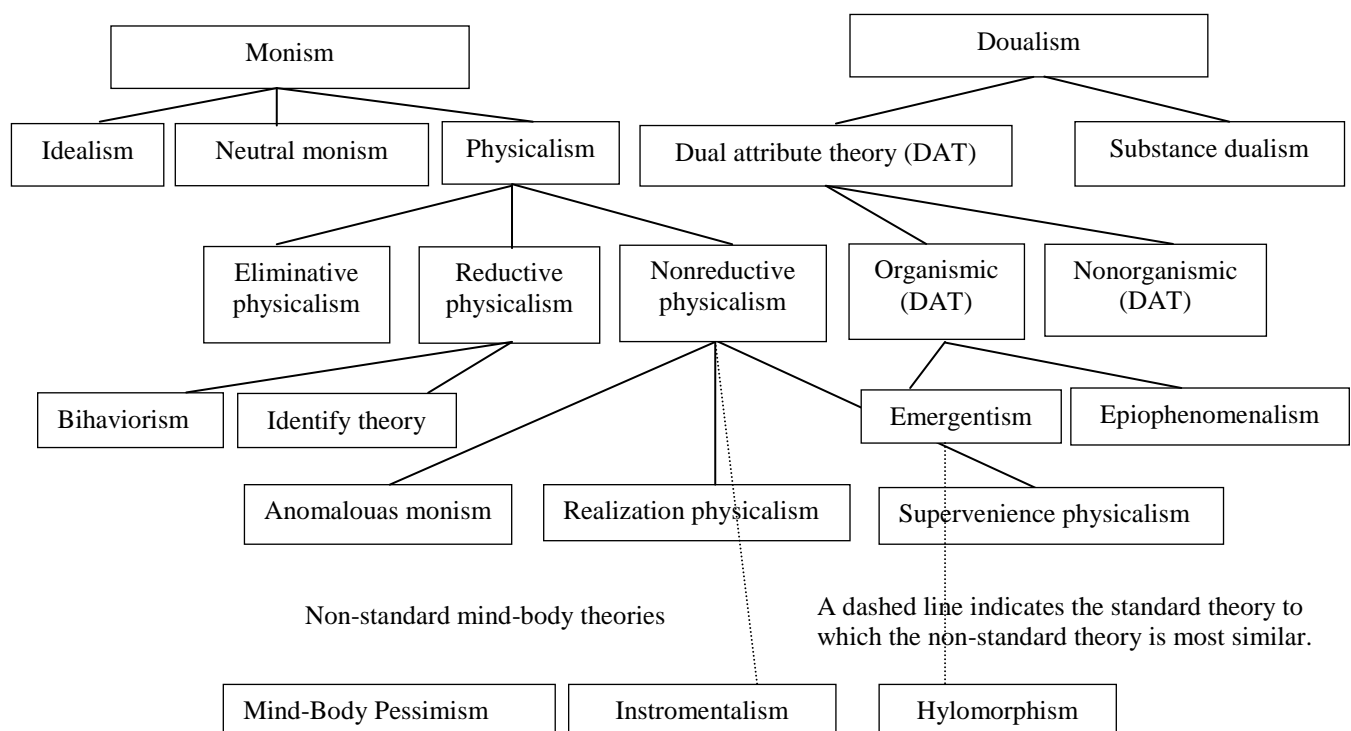 Monism
Doualism
Idealism
Neutral monism
Physicalism
Dual attribute theory (DAT)
Substance dualism
Eliminative
physicalism
Reductive
physicalism
Nonreductive
physicalism
Organismic
(DAT)
Nonorganismic
(DAT)
Bihaviorism
Identify theory
Emergentism
Epiophenomenalism
Anomalouas monism
Realization physicalism
Supervenience physicalism
Non-standard mind-body theories
A dashed line indicates the standard theory to
which the non-standard theory is most similar.
Mind-Body Pessimism
Instromentalism
Hylomorphism